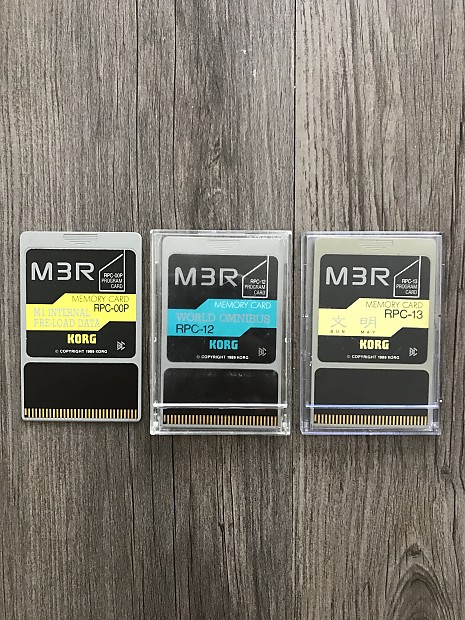 M3R
RPC-00P
PROGRAM
CARD
MEMORY CARD
RPC-00P
M1 INTERNAL
PRE-LOAD DATA
KORG
© COPYRIGHT 1989 KORG
M3R
RPC-12
PROGRAM
CARD
MEMORY CARD
WORLD OMNIBUS
RPC-12
KORG
© COPYRIGHT 1989 KORG
M3R
RPC-13
PROGRAM
CARD
MEMORY CARD
RPC-13
文 明
BUN MAY
KORG
© COPYRIGHT 1989 KORG